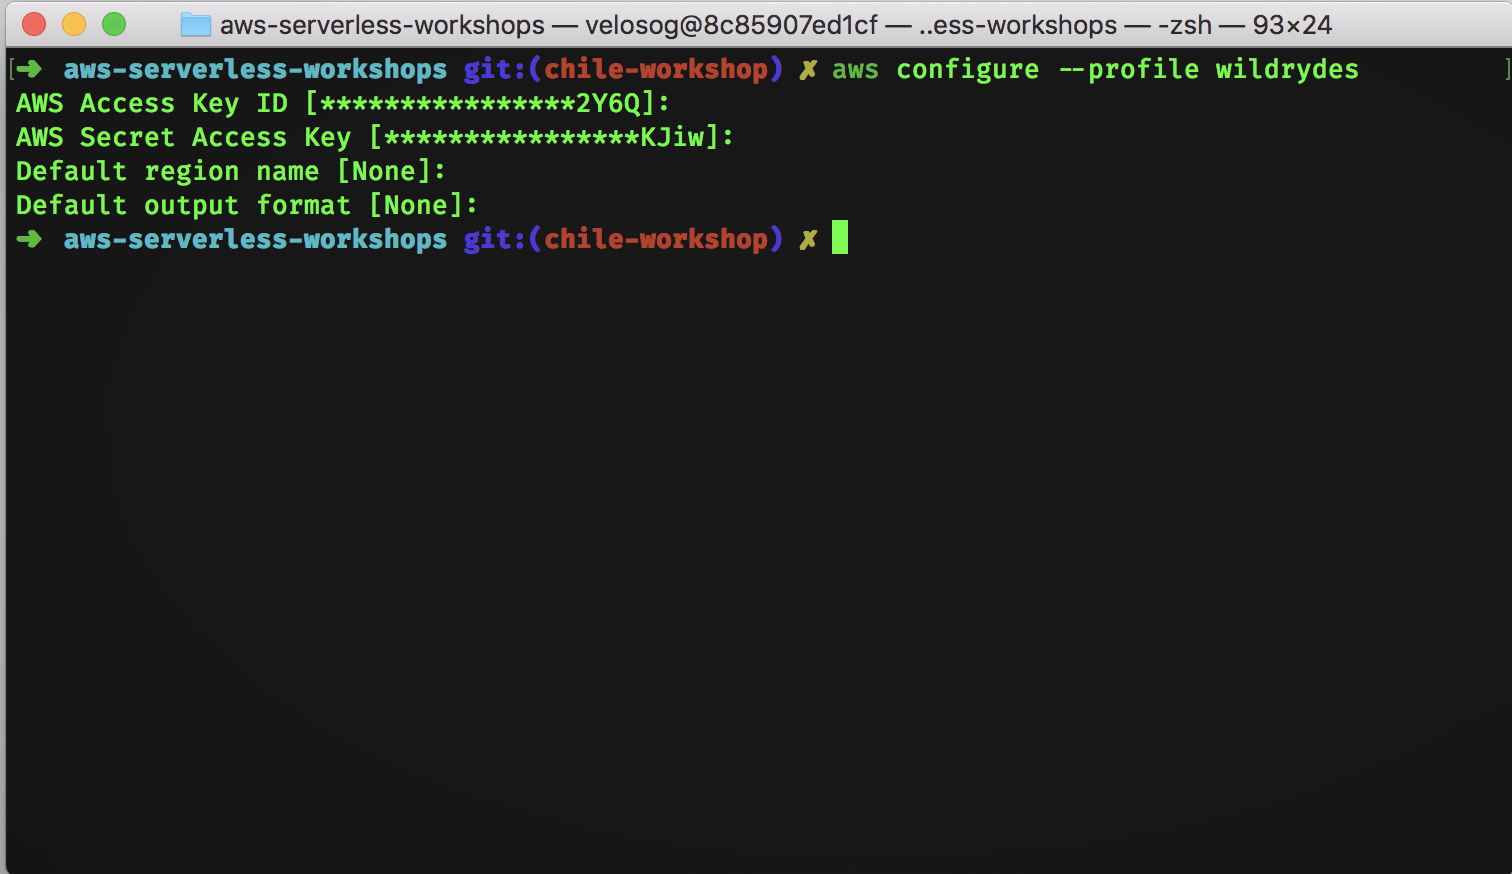 aws-serverless-workshops — velosog@8c85907ed1cf — ..ess-workshops — -zsh — 93×24
[➜ aws-serverless-workshops git:(chile-workshop) ✗ aws configure --profile wildrydes ]
AWS Access Key ID [****************2Y6Q]:
AWS Secret Access Key [****************KJiw]:
Default region name [None]:
Default output format [None]:
➜ aws-serverless-workshops git:(chile-workshop) ✗